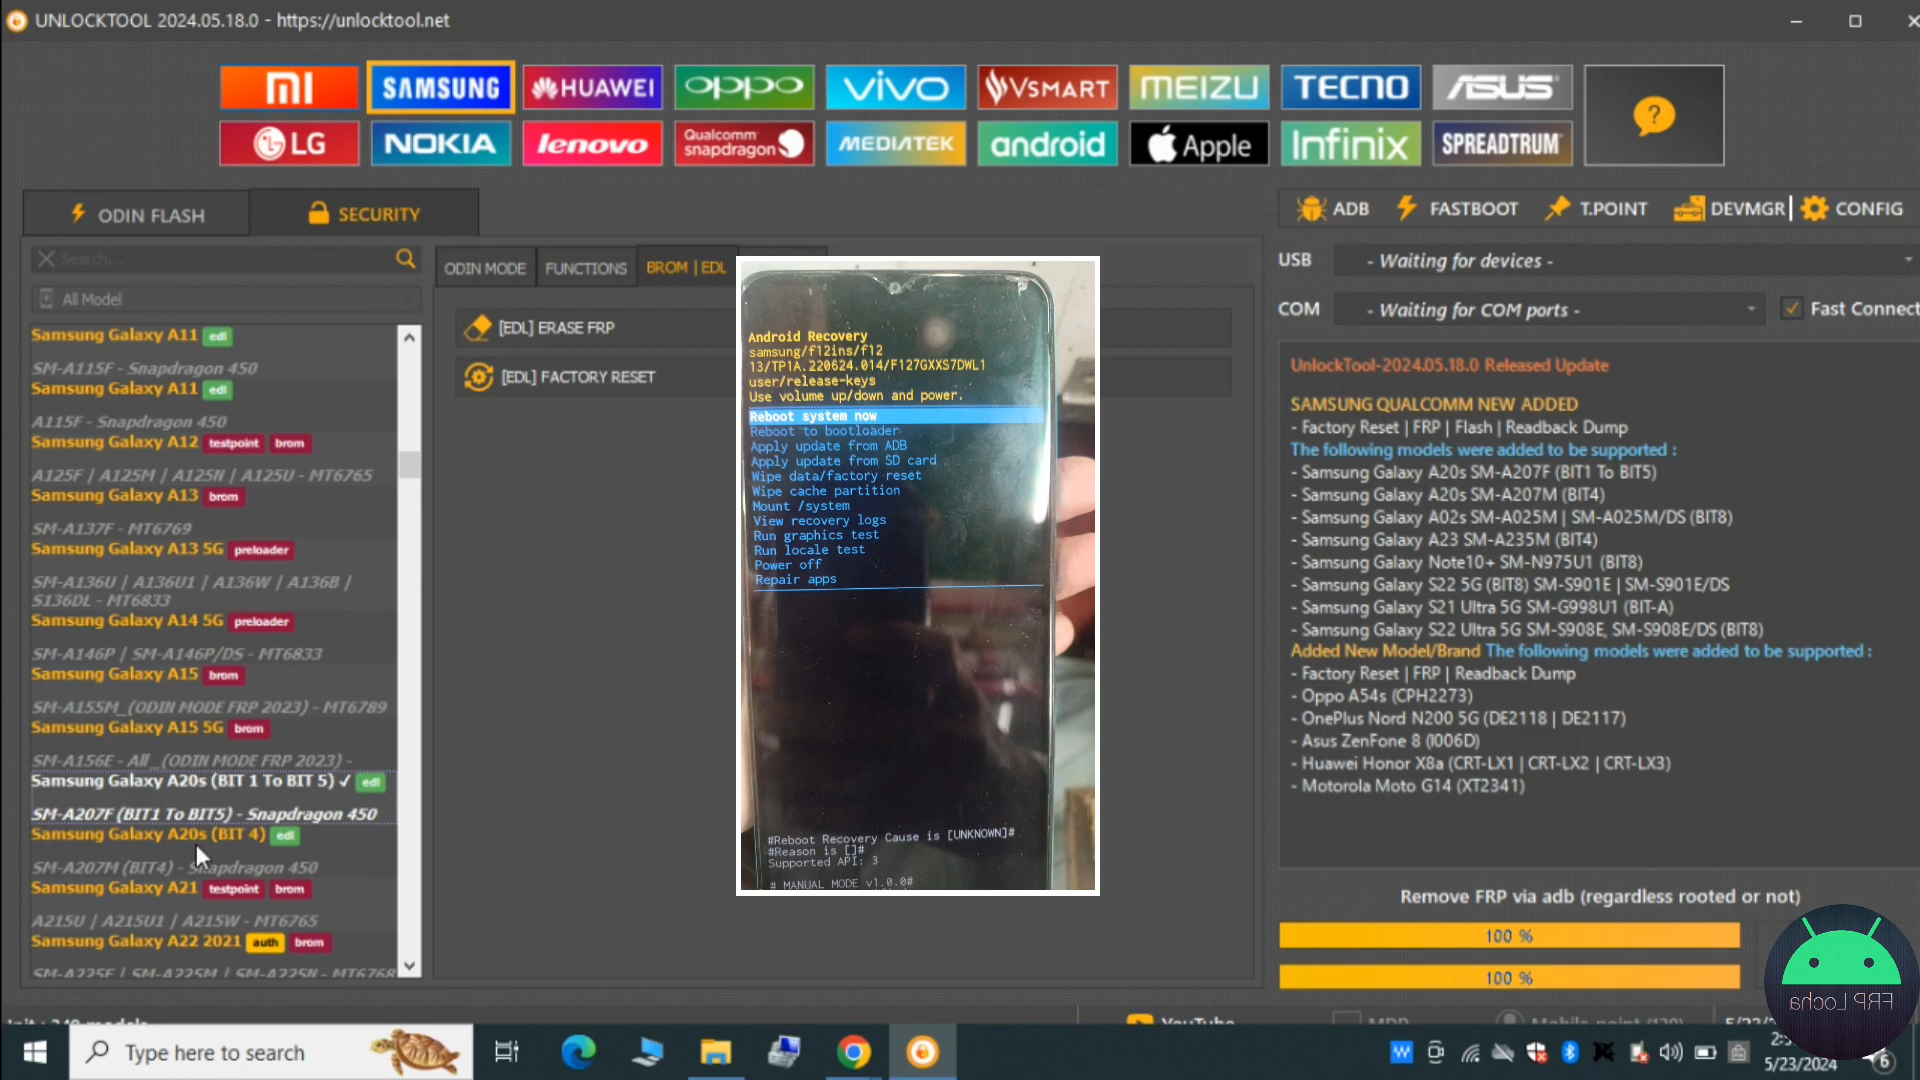 UNLOCKTOOL 2024.05.18.0 - https://unlocktool.net
SAMSUNG
HUAWEI
oppo
vivo
VSMART
MEIZU
TECNO
ASUS
?
LG
NOKIA
lenovo
Qualcomm
snapdragon
MEDIATEK
android
Apple
Infinix
SPREADTRUM
ODIN FLASH
SECURITY
ADB
FASTBOOT
T.POINT
DEVMGR
CONFIG
Search...
All Model
ODIN MODE
FUNCTIONS
BROM | EDL
[EDL] ERASE FRP
[EDL] FACTORY RESET
Samsung Galaxy A11 edl
SM-A115F - Snapdragon 450
Samsung Galaxy A11 edl
A115F - Snapdragon 450
Samsung Galaxy A12 testpoint brom
A125F | A125M | A125N | A125U - MT6765
Samsung Galaxy A13 brom
SM-A137F - MT6769
Samsung Galaxy A13 5G preloader
SM-A136U | A136U1 | A136W | A136B |
S136DL - MT6833
Samsung Galaxy A14 5G preloader
SM-A146P | SM-A146P/DS - MT6833
Samsung Galaxy A15 brom
SM-A155M_(ODIN MODE FRP 2023) - MT6789
Samsung Galaxy A15 5G brom
SM-A156E - All_(ODIN MODE FRP 2023) -
Samsung Galaxy A20s (BIT 1 To BIT 5) ✓ edl
SM-A207F (BIT1 To BIT5) - Snapdragon 450
Samsung Galaxy A20s (BIT 4) edl
SM-A207M (BIT4) - Snapdragon 450
Samsung Galaxy A21 testpoint brom
A215U | A215U1 | A215W - MT6765
Samsung Galaxy A22 2021 auth brom
SM-A225F | SM-A225M | SM-A225N - MT6768
Android Recovery
samsung/f12ins/f12
13/TP1A.220624.014/F127GXXS7DWL1
user/release-keys
Use volume up/down and power.
Reboot system now
Reboot to bootloader
Apply update from ADB
Apply update from SD card
Wipe data/factory reset
Wipe cache partition
Mount /system
View recovery logs
Run graphics test
Run locale test
Power off
Repair apps
#Reboot Recovery Cause is [UNKNOWN]#
#Reason is []#
Supported API: 3
# MANUAL MODE v1.0.0#
USB
- Waiting for devices -
COM
- Waiting for COM ports -
Fast Connect
UnlockTool-2024.05.18.0 Released Update
SAMSUNG QUALCOMM NEW ADDED
- Factory Reset | FRP | Flash | Readback Dump
The following models were added to be supported :
- Samsung Galaxy A20s SM-A207F (BIT1 To BIT5)
- Samsung Galaxy A20s SM-A207M (BIT4)
- Samsung Galaxy A02s SM-A025M | SM-A025M/DS (BIT8)
- Samsung Galaxy A23 SM-A235M (BIT4)
- Samsung Galaxy Note10+ SM-N975U1 (BIT8)
- Samsung Galaxy S22 5G (BIT8) SM-S901E | SM-S901E/DS
- Samsung Galaxy S21 Ultra 5G SM-G998U1 (BIT-A)
- Samsung Galaxy S22 Ultra 5G SM-S908E, SM-S908E/DS (BIT8)
Added New Model/Brand The following models were added to be supported :
- Factory Reset | FRP | Readback Dump
- Oppo A54s (CPH2273)
- OnePlus Nord N200 5G (DE2118 | DE2117)
- Asus ZenFone 8 (I006D)
- Huawei Honor X8a (CRT-LX1 | CRT-LX2 | CRT-LX3)
- Motorola Moto G14 (XT2341)
Remove FRP via adb (regardless rooted or not)
100 %
100 %
FRP Locha
YouTube
Type here to search
5/23/2024
6